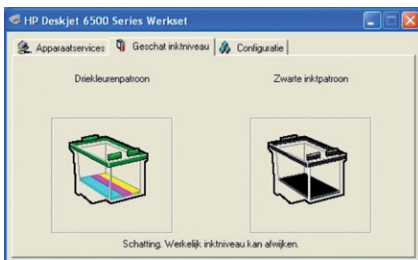 HP Deskjet 6500 Series Werkset
Apparaatservices Geschat inktniveau Configuratie
Driekleurenpatroon Zwarte inktpatroon
Schatting. Werkelijk inktniveau kan afwijken.